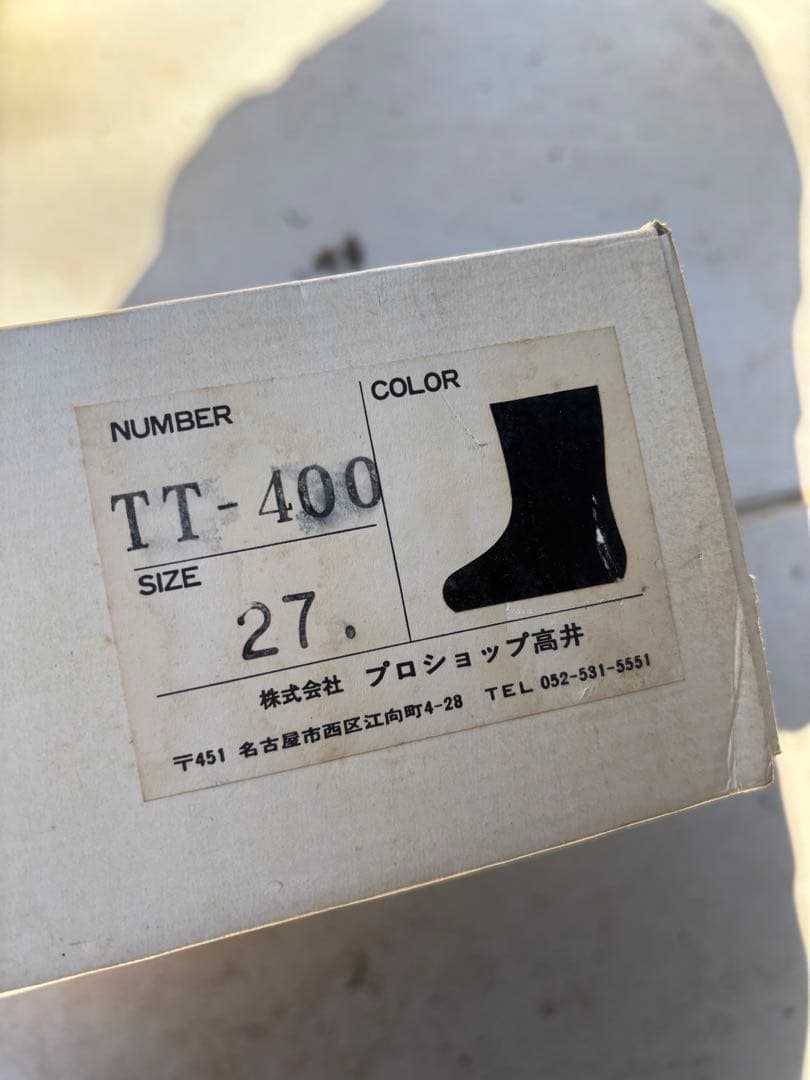 NUMBER
TT-400
SIZE
27.
COLOR
株式会社 プロショップ高井
〒451 名古屋市西区江向町4-28 TEL 052-531-5551